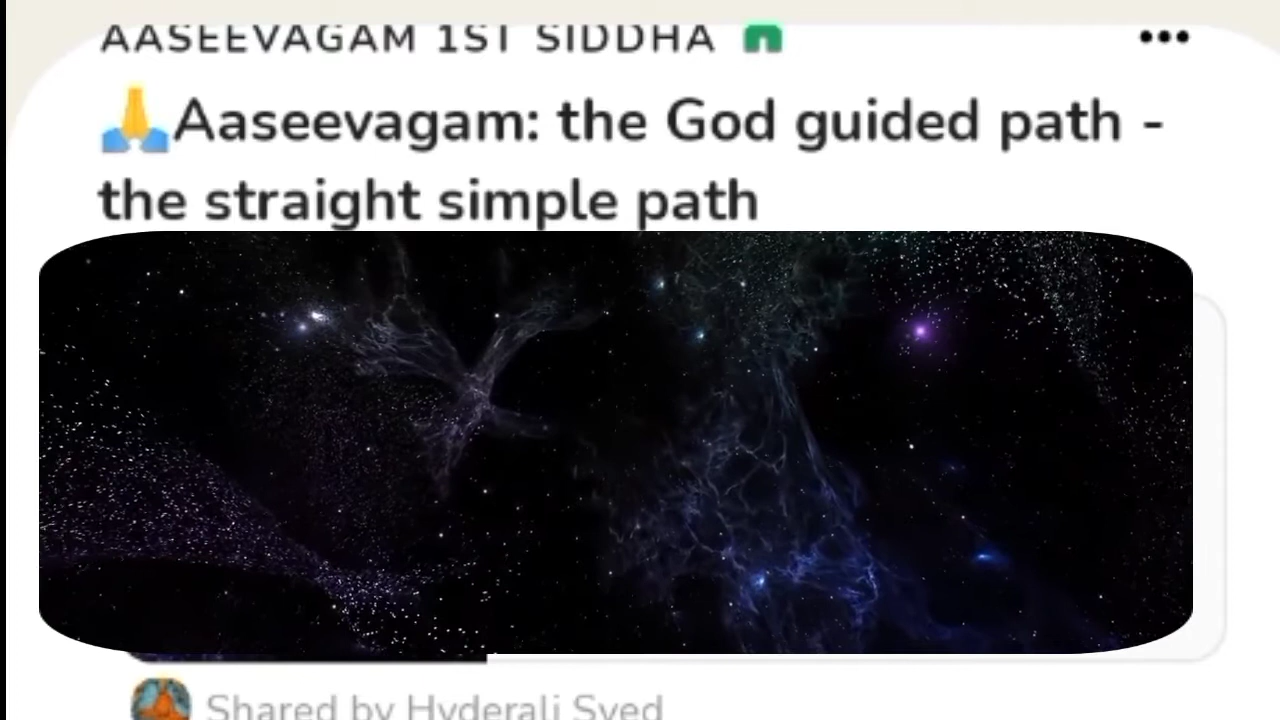 AASEEVAGAM 1ST SIDDHA
🙏Aaseevagam: the God guided path -
the straight simple path
Shared by Hyderali Syed